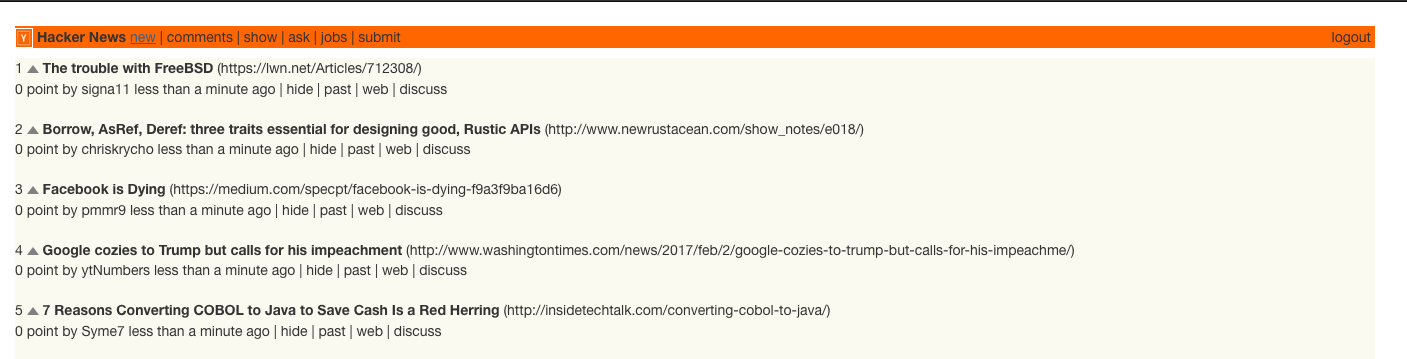 Y Hacker News new | comments | show | ask | jobs | submit logout
1 ▲ The trouble with FreeBSD (https://lwn.net/Articles/712308/)
0 point by signa11 less than a minute ago | hide | past | web | discuss
2 ▲ Borrow, AsRef, Deref: three traits essential for designing good, Rustic APIs (http://www.newrustacean.com/show_notes/e018/)
0 point by chriskrycho less than a minute ago | hide | past | web | discuss
3 ▲ Facebook is Dying (https://medium.com/specpt/facebook-is-dying-f9a3f9ba16d6)
0 point by pmmr9 less than a minute ago | hide | past | web | discuss
4 ▲ Google cozies to Trump but calls for his impeachment (http://www.washingtontimes.com/news/2017/feb/2/google-cozies-to-trump-but-calls-for-his-impeachme/)
0 point by ytNumbers less than a minute ago | hide | past | web | discuss
5 ▲ 7 Reasons Converting COBOL to Java to Save Cash Is a Red Herring (http://insidetechtalk.com/converting-cobol-to-java/)
0 point by Syme7 less than a minute ago | hide | past | web | discuss